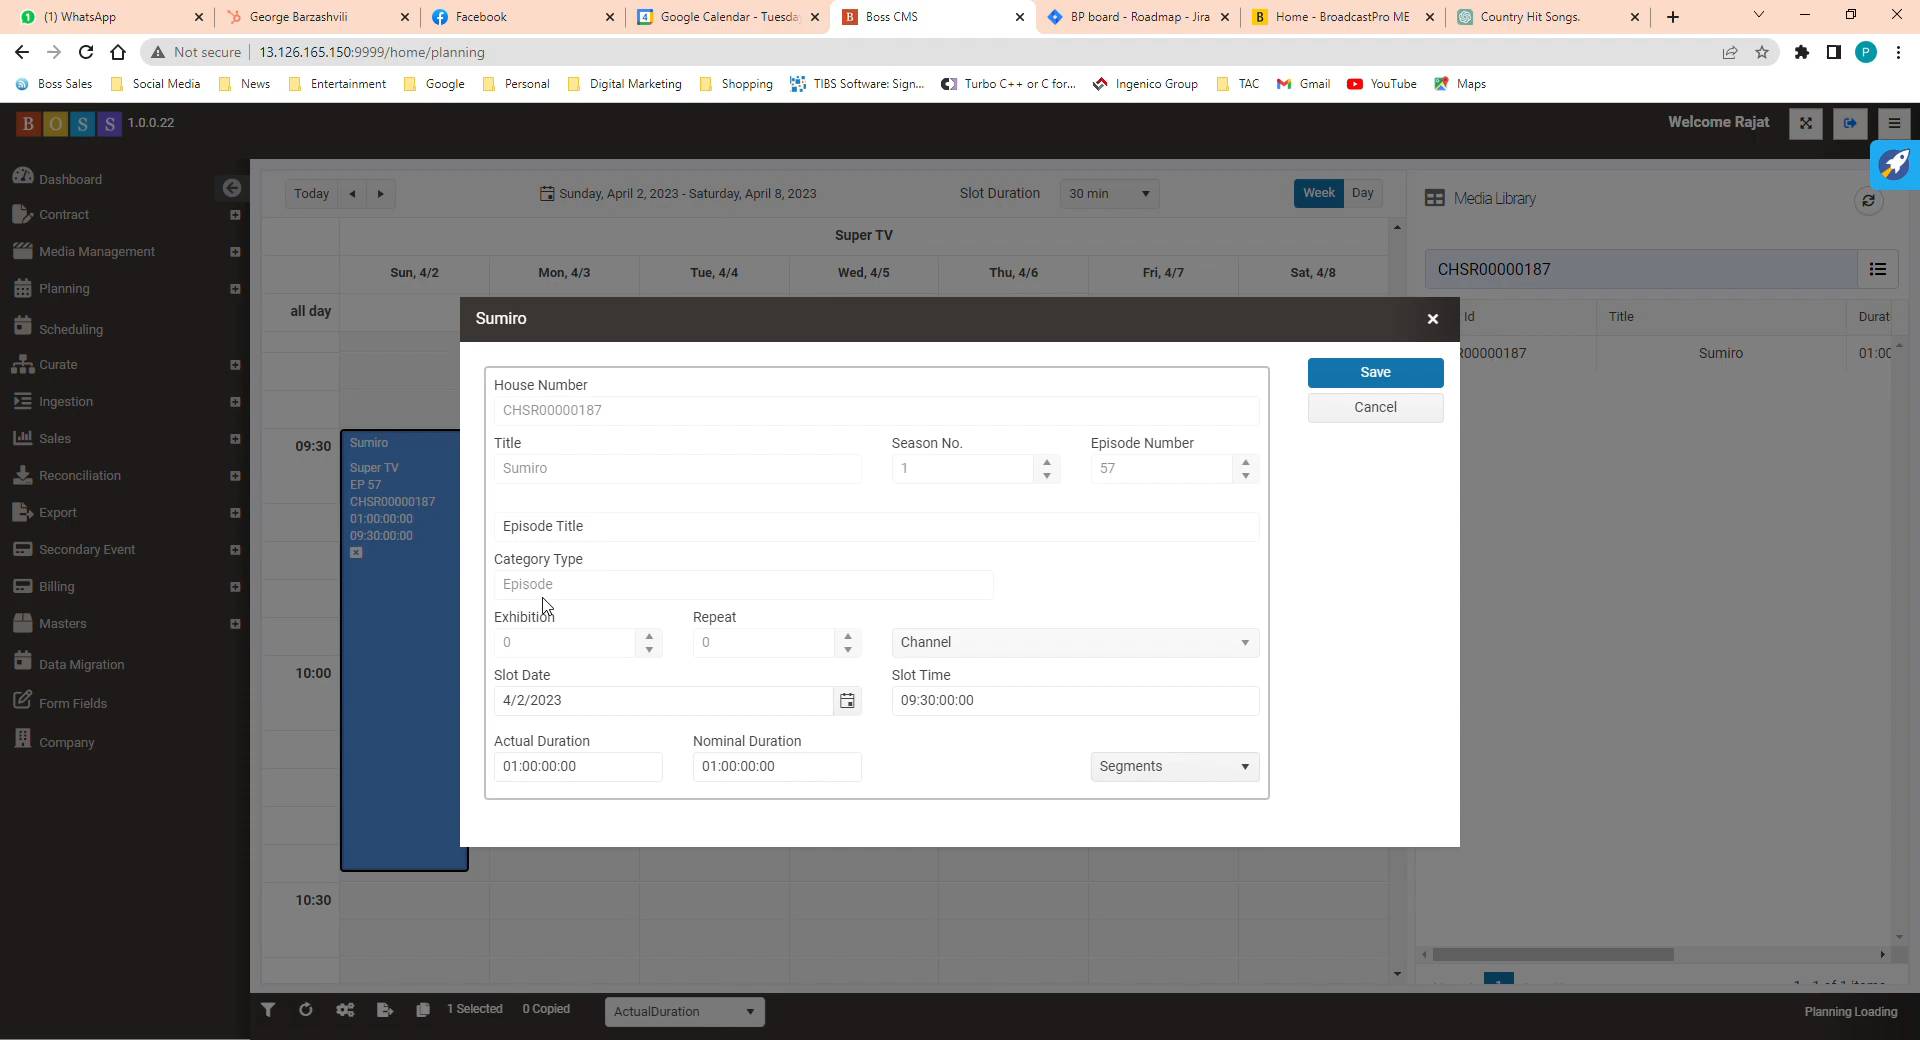 (1) WhatsApp
George Barzashvili
Facebook
Google Calendar - Tuesda
Boss CMS
BP board - Roadmap - Jira
Home - BroadcastPro ME
Country Hit Songs.
Not secure
13.126.165.150:9999/home/planning
P
Boss Sales
Social Media
News
Entertainment
Google
Personal
Digital Marketing
Shopping
TIBS Software: Sign...
Turbo C++ or C for...
Ingenico Group
TAC
Gmail
YouTube
Maps
B O S S 1.0.0.22
Welcome Rajat
Dashboard
Contract
Media Management
Planning
Scheduling
Curate
Ingestion
Sales
Reconciliation
Export
Secondary Event
Billing
Masters
Data Migration
Form Fields
Company
Today
Sunday, April 2, 2023 - Saturday, April 8, 2023
Slot Duration
30 min
Week Day
Super TV
Sun, 4/2
Mon, 4/3
Tue, 4/4
Wed, 4/5
Thu, 4/6
Fri, 4/7
Sat, 4/8
all day
09:30
10:00
10:30
Sumiro
Super TV
EP 57
CHSR00000187
01:00:00:00
09:30:00:00
Media Library
CHSR00000187
Id
Title
Durat
R00000187
Sumiro
01:00
Sumiro
Save
Cancel
House Number
CHSR00000187
Title
Season No.
Episode Number
Sumiro
1
57
Episode Title
Category Type
Episode
Exhibition
Repeat
0
0
Channel
Slot Date
Slot Time
4/2/2023
09:30:00:00
Actual Duration
Nominal Duration
01:00:00:00
01:00:00:00
Segments
1 Selected
0 Copied
ActualDuration
Planning Loading